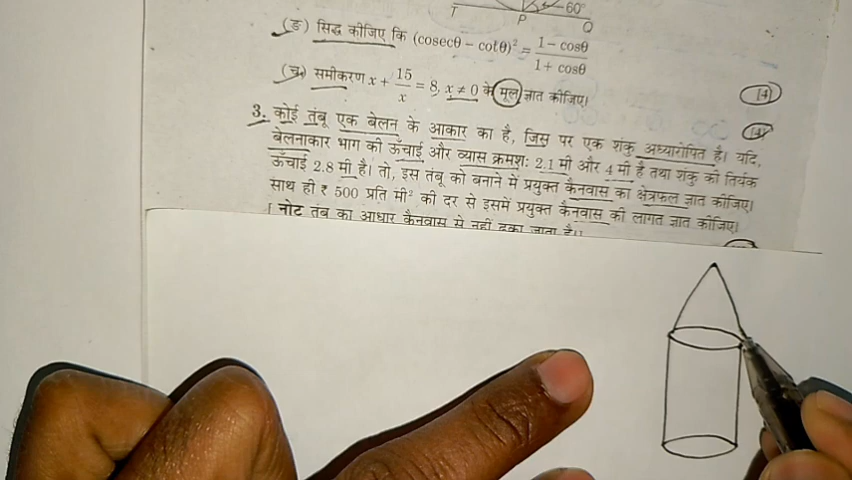 T P Q 60°
(ङ) सिद्ध कीजिए कि (cosecθ – cotθ)² = 1 – cosθ / 1 + cosθ
(च) समीकरण x + 15/x = 8, x ≠ 0 के मूल ज्ञात कीजिए। [4]
3. कोई तंबू एक बेलन के आकार का है, जिस पर एक शंकु अध्यारोपित है। यदि, [4]
बेलनाकार भाग की ऊँचाई और व्यास क्रमशः 2.1 मी और 4 मी है तथा शंकु की तिर्यक
ऊंचाई 2.8 मी है। तो, इस तंबू को बनाने में प्रयुक्त कैनवास का क्षेत्रफल ज्ञात कीजिए।
साथ ही ₹ 500 प्रति मी² की दर से इसमें प्रयुक्त कैनवास की लागत ज्ञात कीजिए।
[ नोट तंबू का आधार कैनवास से नहीं ढका जाता है।]